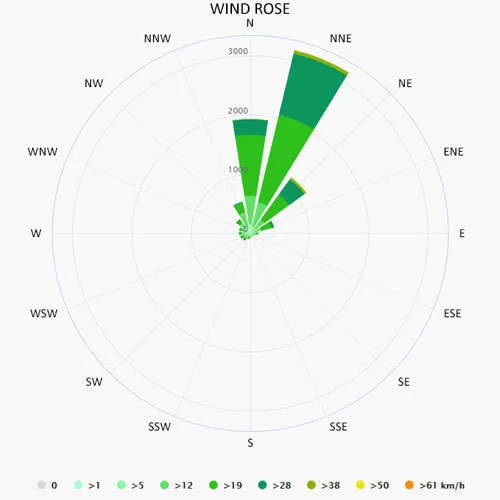 WIND ROSE
N
NNW
NNE
3000
NW
NE
2000
WNW
ENE
1000
0
W
E
WSW
ESE
SW
SE
SSW
SSE
S
0 >1 >5 >12 >19 >28 >38 >50 >61 km/h